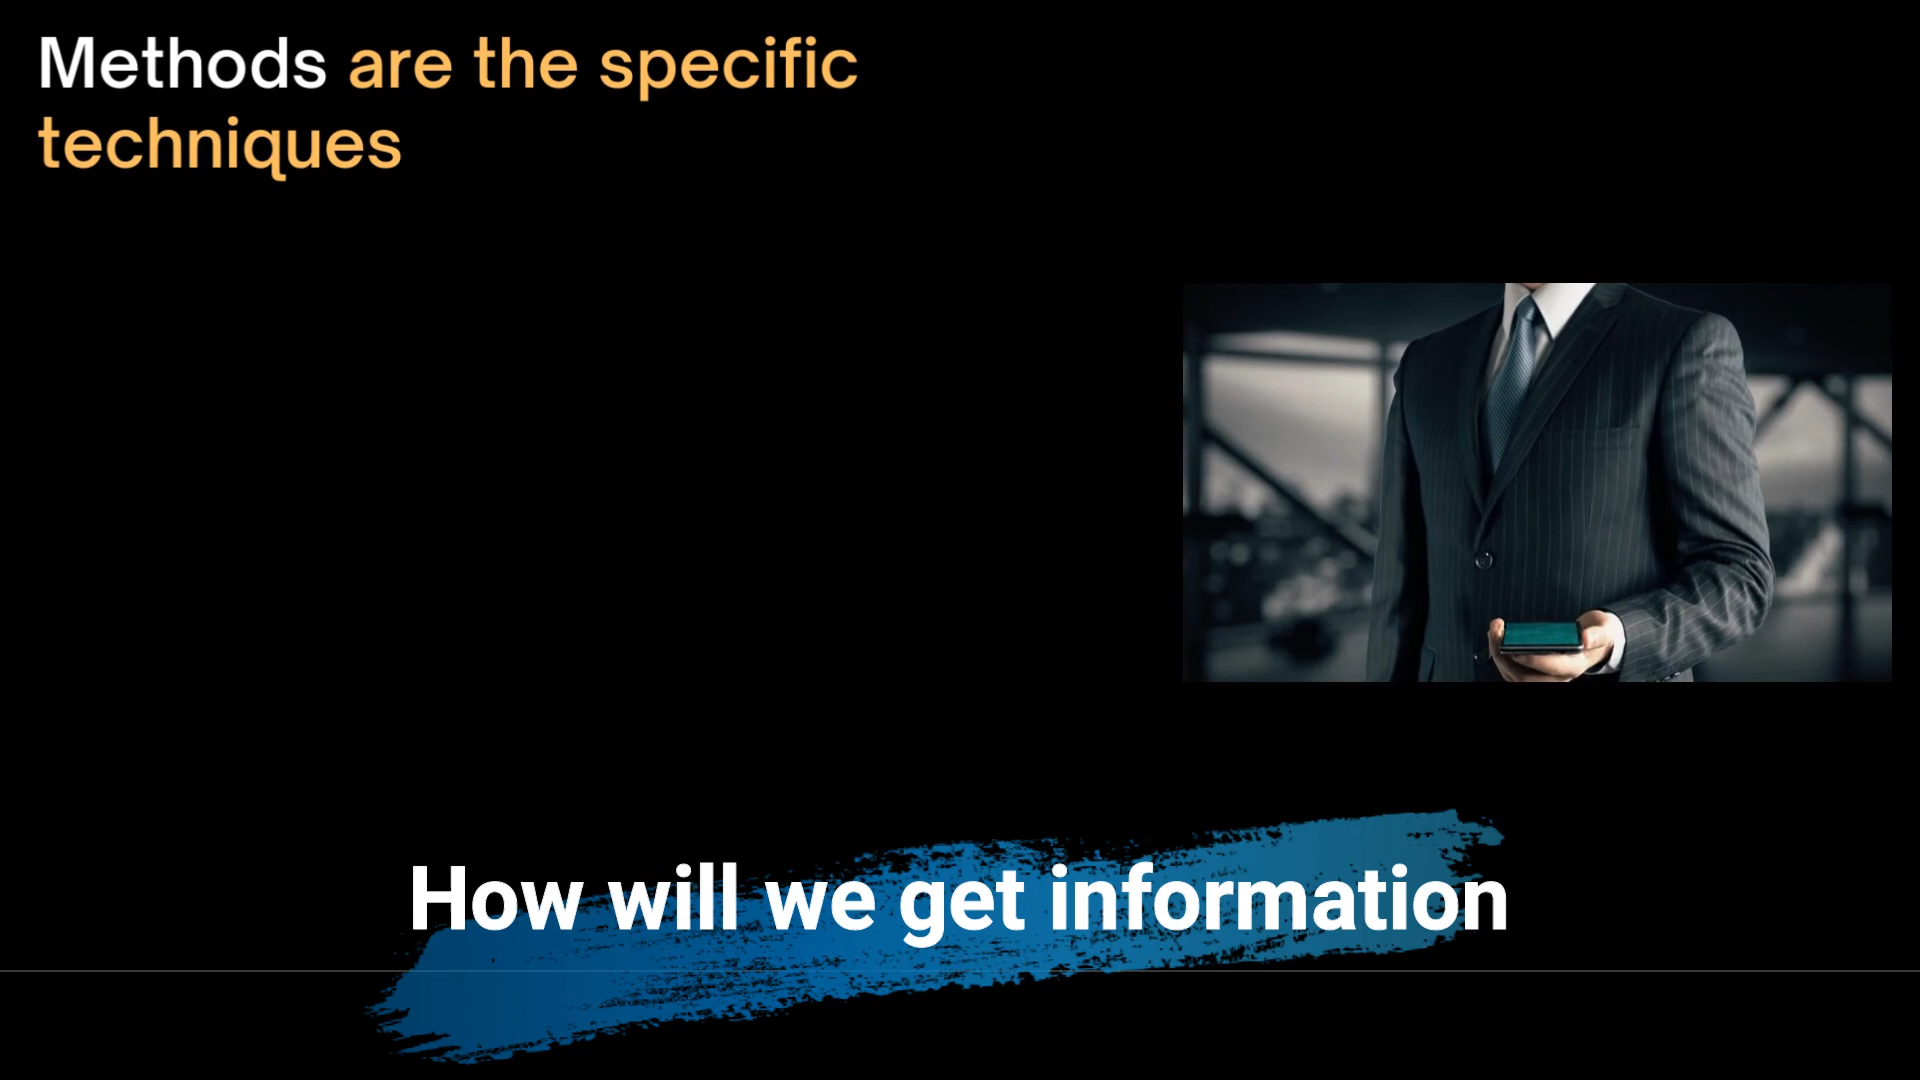 Methods are the specific
techniques
How will we get information